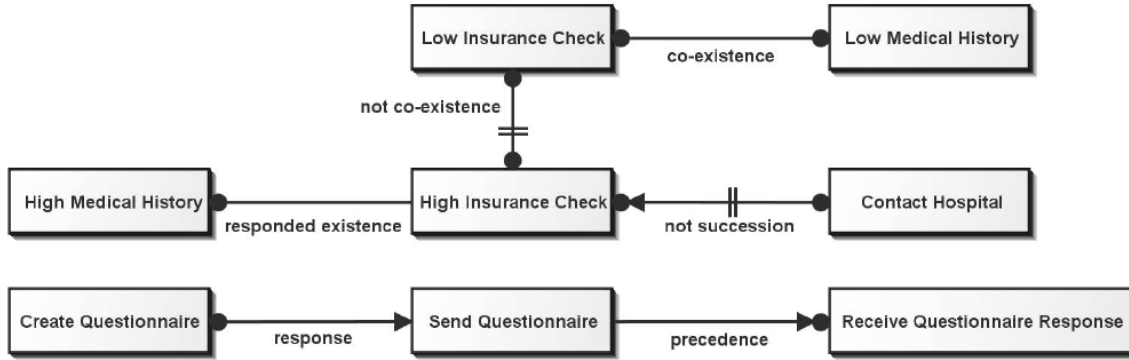 Low Insurance Check
co-existence
Low Medical History
not co-existence
High Medical History
responded existence
High Insurance Check
not succession
Contact Hospital
Create Questionnaire
response
Send Questionnaire
precedence
Receive Questionnaire Response